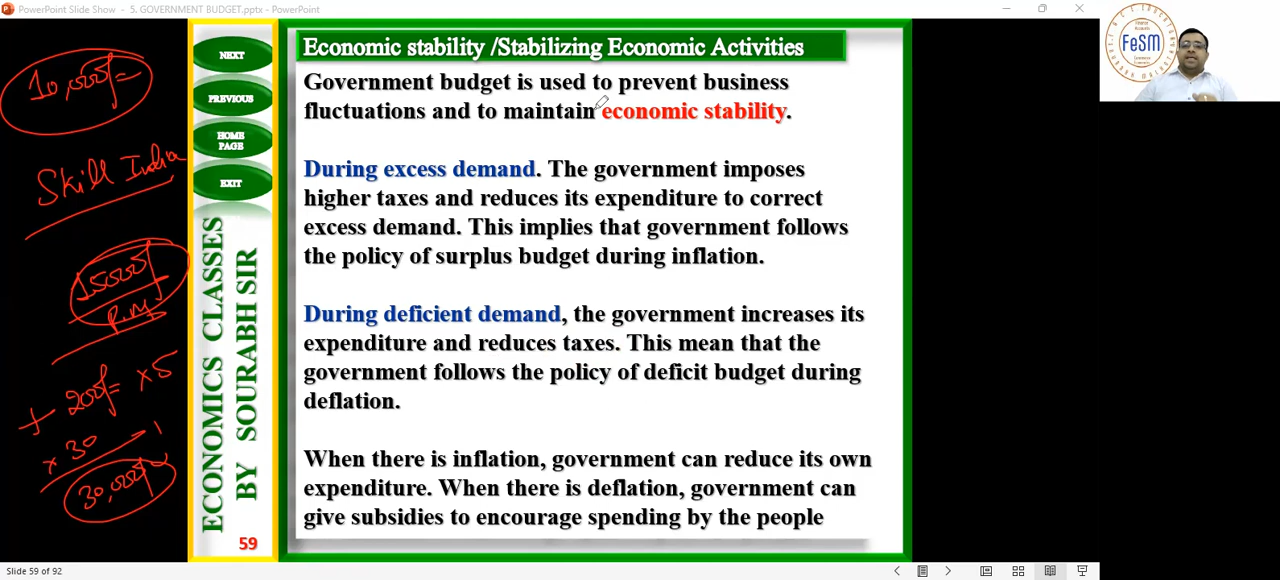 PowerPoint Slide Show - 5. GOVERNMENT BUDGET.pptx - PowerPoint
10,000/-
Skill India
15000/-
P.M
+ 200/- x 5
x 30
30,000/-
NEXT
PREVIOUS
HOME
PAGE
EXIT
ECONOMICS CLASSES
BY SOURABH SIR
59
Economic stability /Stabilizing Economic Activities
Government budget is used to prevent business
fluctuations and to maintain economic stability.
During excess demand. The government imposes
higher taxes and reduces its expenditure to correct
excess demand. This implies that government follows
the policy of surplus budget during inflation.
During deficient demand, the government increases its
expenditure and reduces taxes. This mean that the
government follows the policy of deficit budget during
deflation.
When there is inflation, government can reduce its own
expenditure. When there is deflation, government can
give subsidies to encourage spending by the people
FeSM
Slide 59 of 92